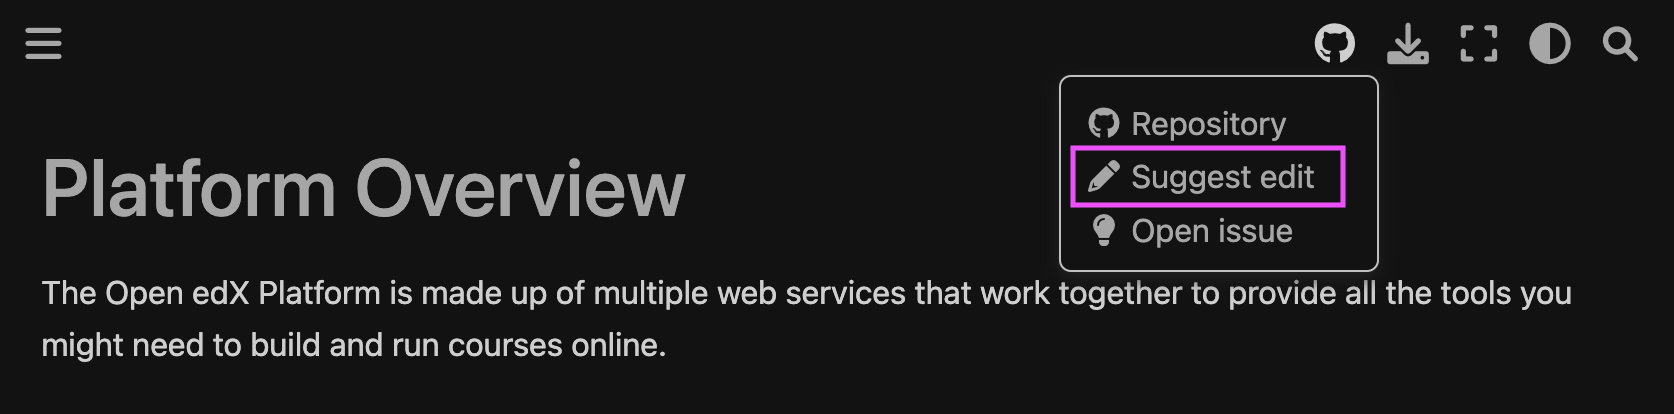 Repository
Suggest edit
Open issue
Platform Overview
The Open edX Platform is made up of multiple web services that work together to provide all the tools you
might need to build and run courses online.